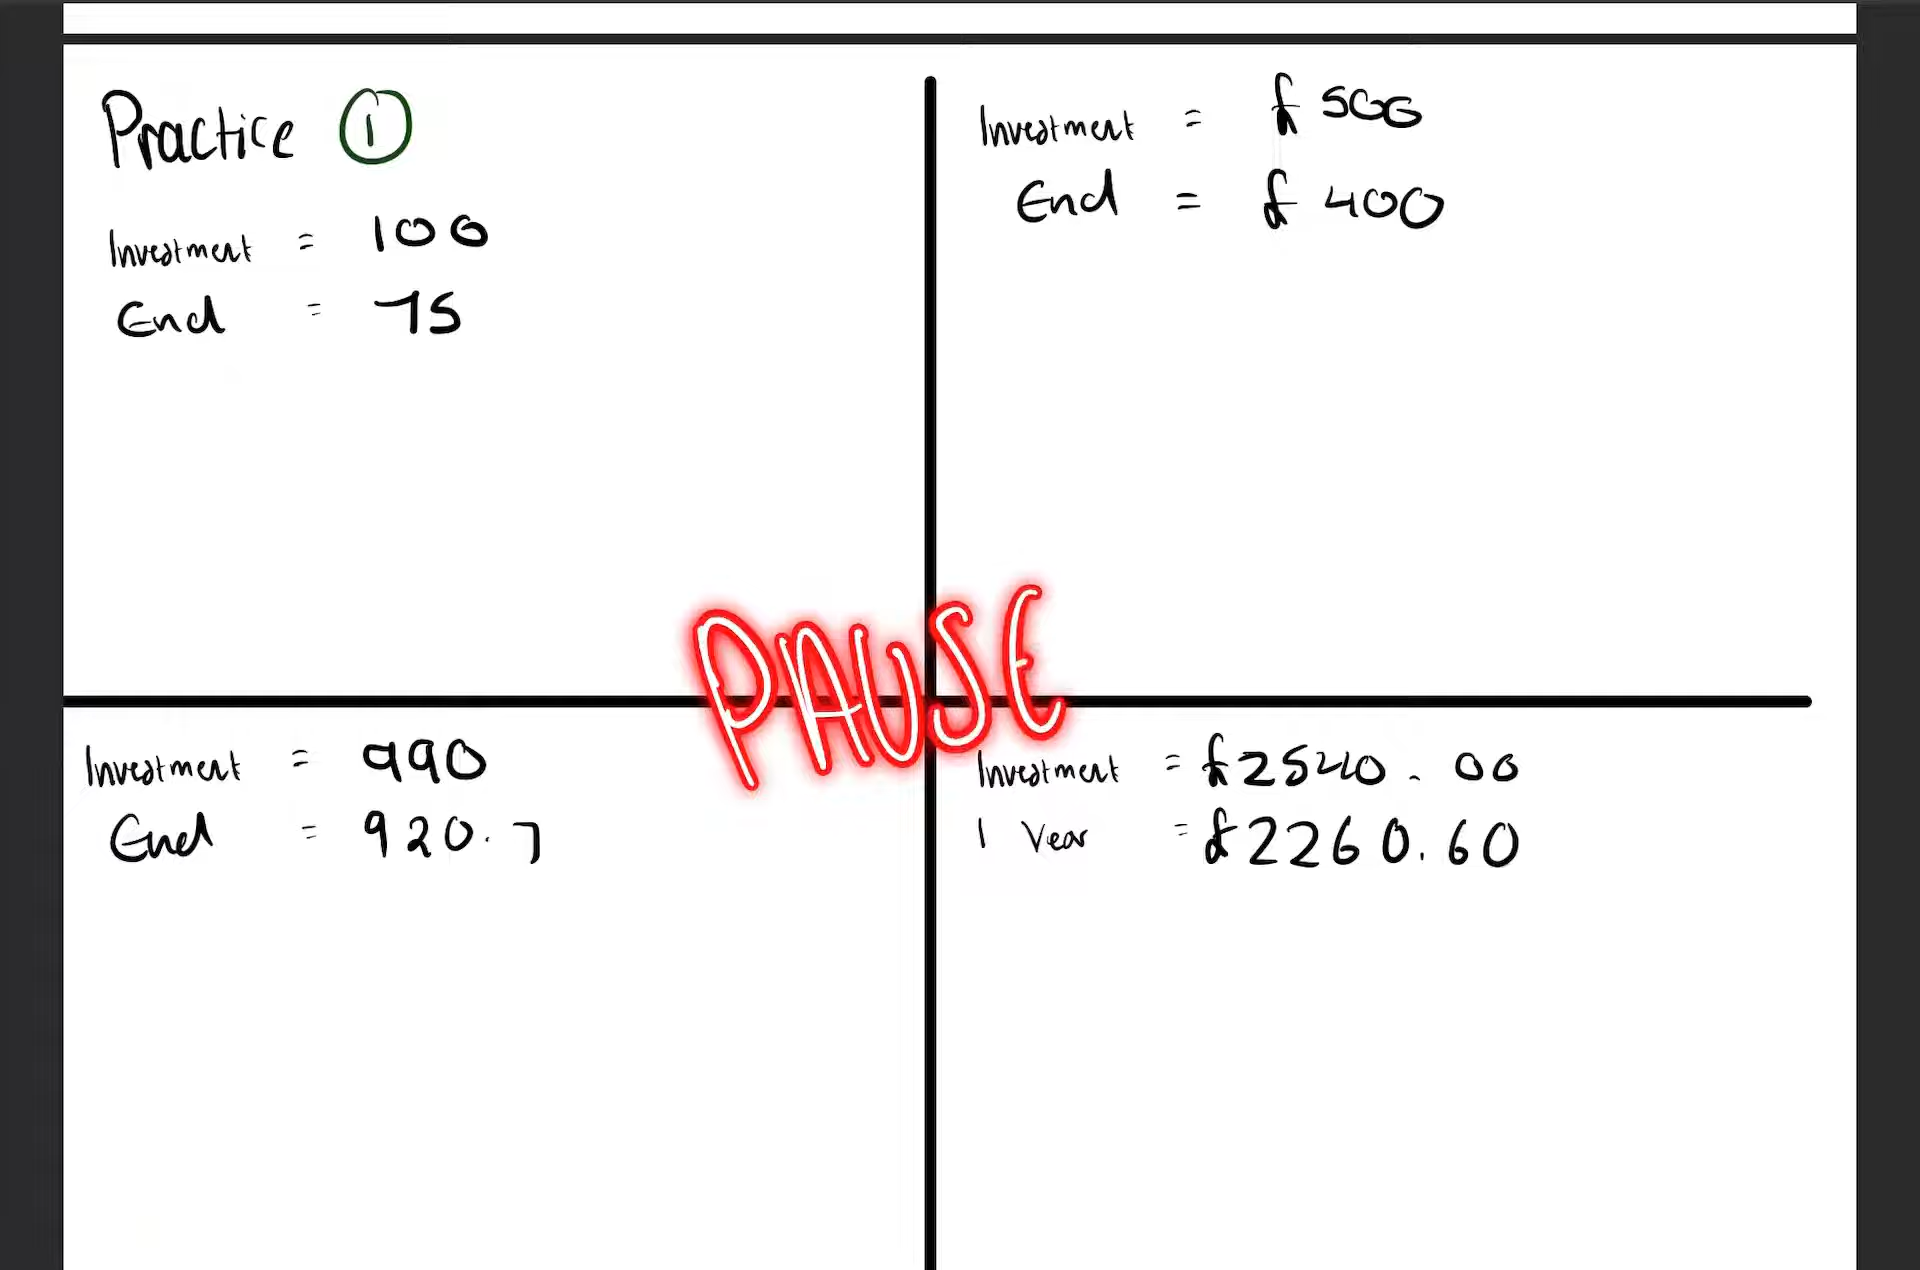 Practice ①
Investment = 100
End = 75
Investment = £ 500
End = £ 400
PAUSE
Investment = 990
End = 920.7
Investment = £2540.00
1 Year = £2260.60